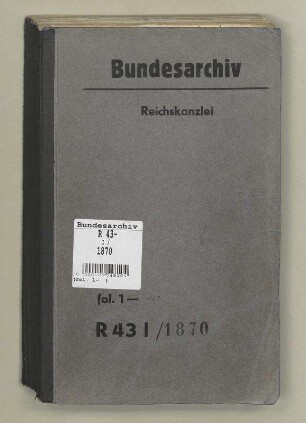 Bundesarchiv
Reichskanzlei
Bundesarchiv
R 43-
I/
1870
fol. 1—
R 43 I/1870